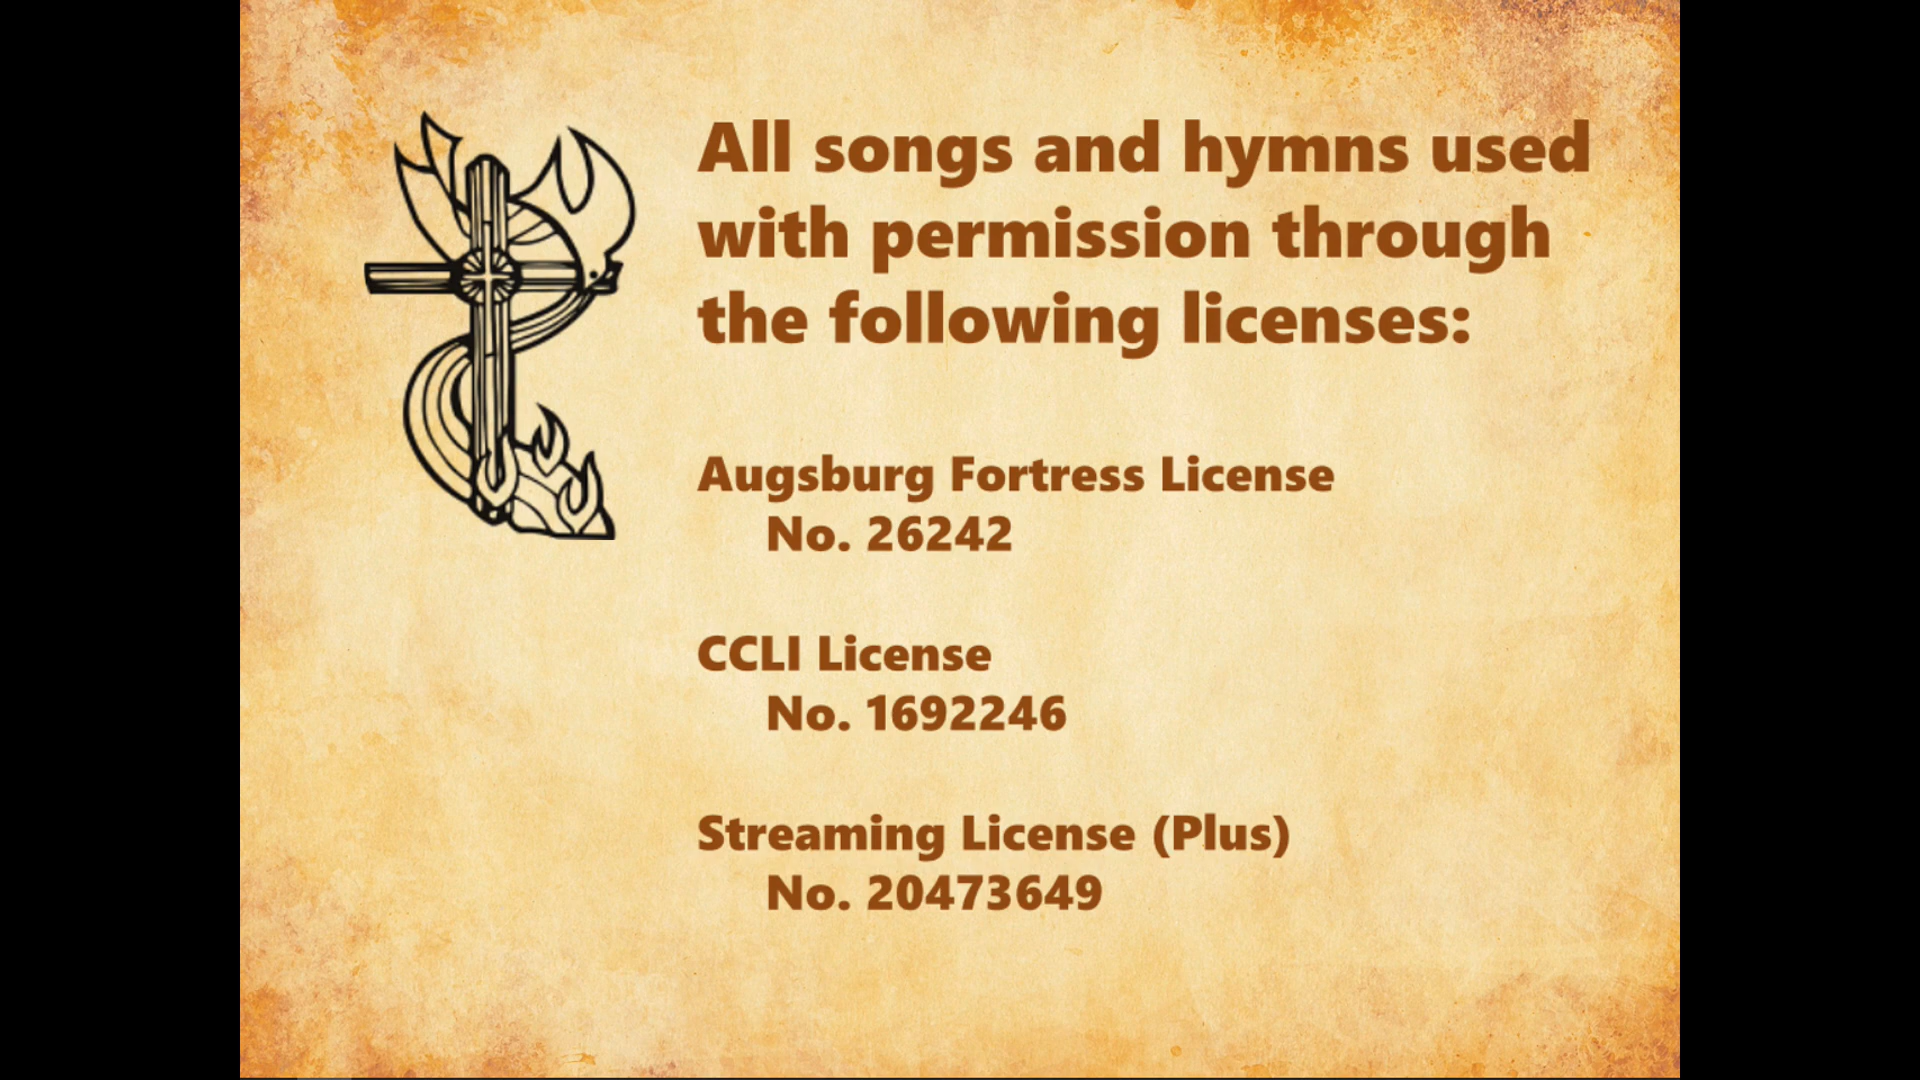 All songs and hymns used
with permission through
the following licenses:
Augsburg Fortress License
No. 26242
CCLI License
No. 1692246
Streaming License (Plus)
No. 20473649